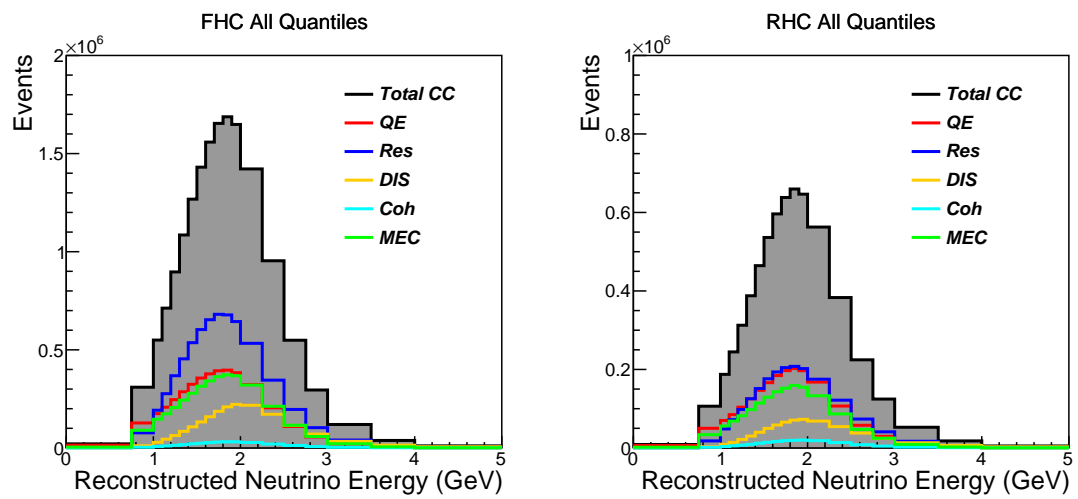 FHC All Quantiles
×10⁶
2
1.5
1
0.5
0
Events
Total CC
QE
Res
DIS
Coh
MEC
0 1 2 3 4 5
Reconstructed Neutrino Energy (GeV)
RHC All Quantiles
×10⁶
1
0.8
0.6
0.4
0.2
0
Events
Total CC
QE
Res
DIS
Coh
MEC
0 1 2 3 4 5
Reconstructed Neutrino Energy (GeV)